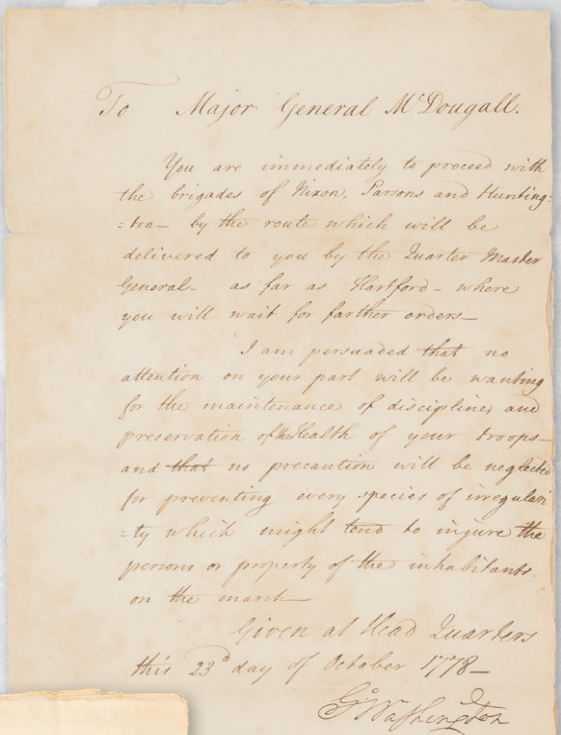 To Major General McDougall.
You are immediately to proceed with
the brigades of Nixon, Parsons and Hunting:
:ton— by the route which will be
delivered to you by the Quarter Master
General— as far as Hartford— where
you will wait for farther orders—
I am persuaded that no
attention on your part will be wanting
for the maintenance of discipline, and
preservation of the Health of your troops—
and that no precaution will be neglected
for preventing every species of irregulari
:ty which might tend to injure the
persons or property of the inhabitants
on the march—
Given at Head Quarters
this 23d day of October 1778—
Go Washington